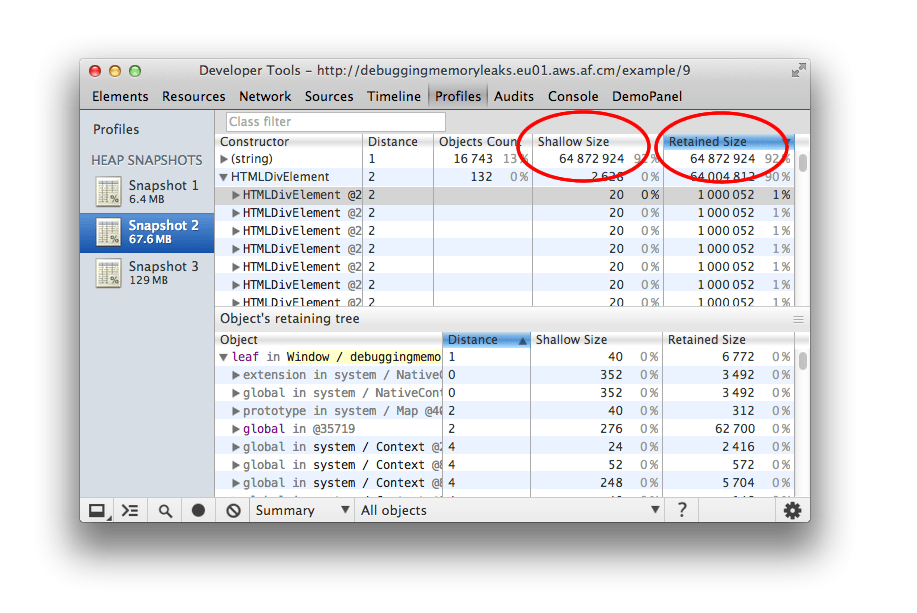 Developer Tools - http://debuggingmemoryleaks.eu01.aws.af.cm/example/9
Elements Resources Network Sources Timeline Profiles Audits Console DemoPanel
Profiles
HEAP SNAPSHOTS
Snapshot 1
6.4 MB
Snapshot 2
67.6 MB
Snapshot 3
129 MB
Class filter
Constructor Distance Objects Count Shallow Size Retained Size
(string) 1 16 743 13% 64 872 924 92% 64 872 924 92%
HTMLDivElement 2 132 0% 2 628 0% 64 004 812 90%
HTMLDivElement @2 2 20 0% 1 000 052 1%
HTMLDivElement @2 2 20 0% 1 000 052 1%
HTMLDivElement @2 2 20 0% 1 000 052 1%
HTMLDivElement @2 2 20 0% 1 000 052 1%
HTMLDivElement @2 2 20 0% 1 000 052 1%
HTMLDivElement @2 2 20 0% 1 000 052 1%
HTMLDivElement @2 2 20 0% 1 000 052 1%
Object's retaining tree
Object Distance Shallow Size Retained Size
leaf in Window / debuggingmemo 1 40 0% 6 772 0%
extension in system / NativeC 0 352 0% 3 492 0%
global in system / NativeCont 0 352 0% 3 492 0%
prototype in system / Map @40 2 40 0% 312 0%
global in @35719 2 276 0% 62 700 0%
global in system / Context @2 4 24 0% 2 416 0%
global in system / Context @8 4 52 0% 572 0%
global in system / Context @8 4 248 0% 5 704 0%
Summary All objects ?